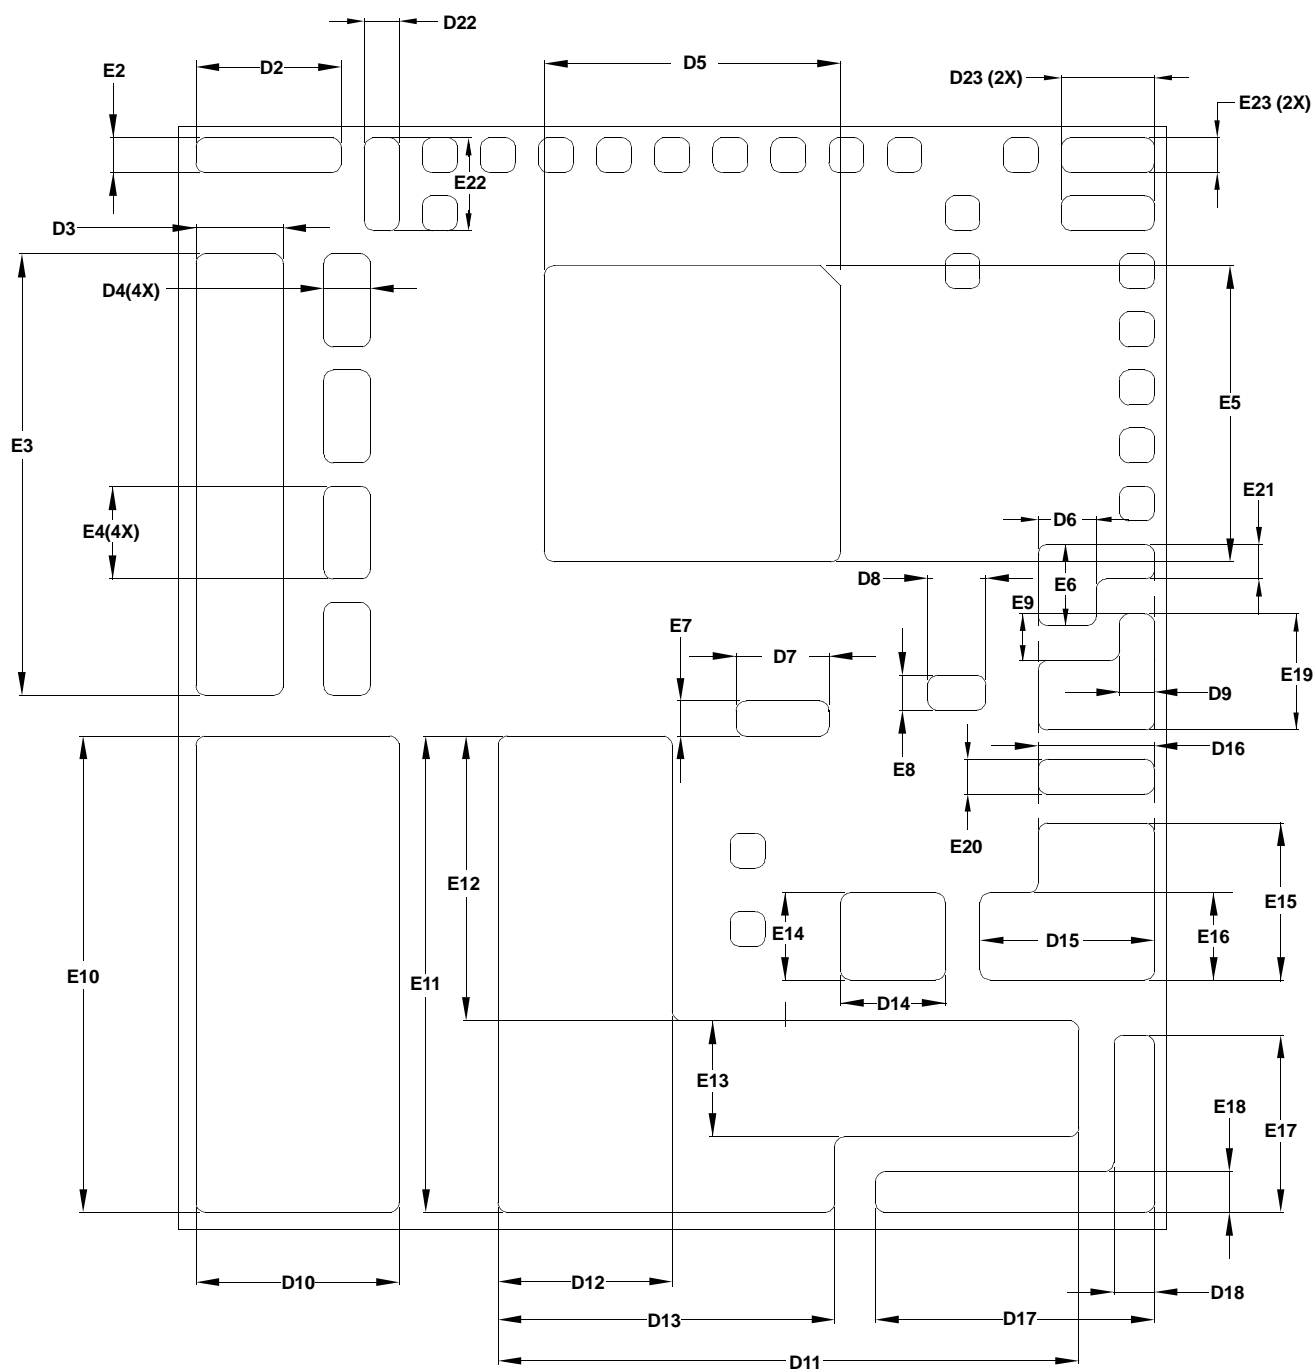 D22
E2
D2
D5
D23 (2X)
E23 (2X)
E22
D3
D4(4X)
E5
E3
E21
D6
E4(4X)
D8
E6
E9
E7
D7
E19
D9
D16
E8
E20
E12
E15
E14
D15
E16
E10
E11
D14
E13
E18
E17
D10
D12
D18
D13
D17
D11